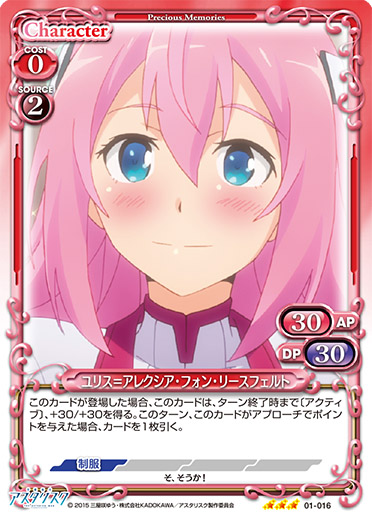 Precious Memories
Character
COST
0
SOURCE
2
30 AP
DP 30
ユリス=アレクシア・フォン・リースフェルト
このカードが登場した場合、このカードは、ターン終了時まで〔アクティ
ブ〕、+30/+30を得る。このターン、このカードがアプローチでポイン
トを与えた場合、カードを1枚引く。
制服
そ、そうか!
アスタリスク
01-016
© 2015 三屋咲ゆう・株式会社KADOKAWA/アスタリスク製作委員会